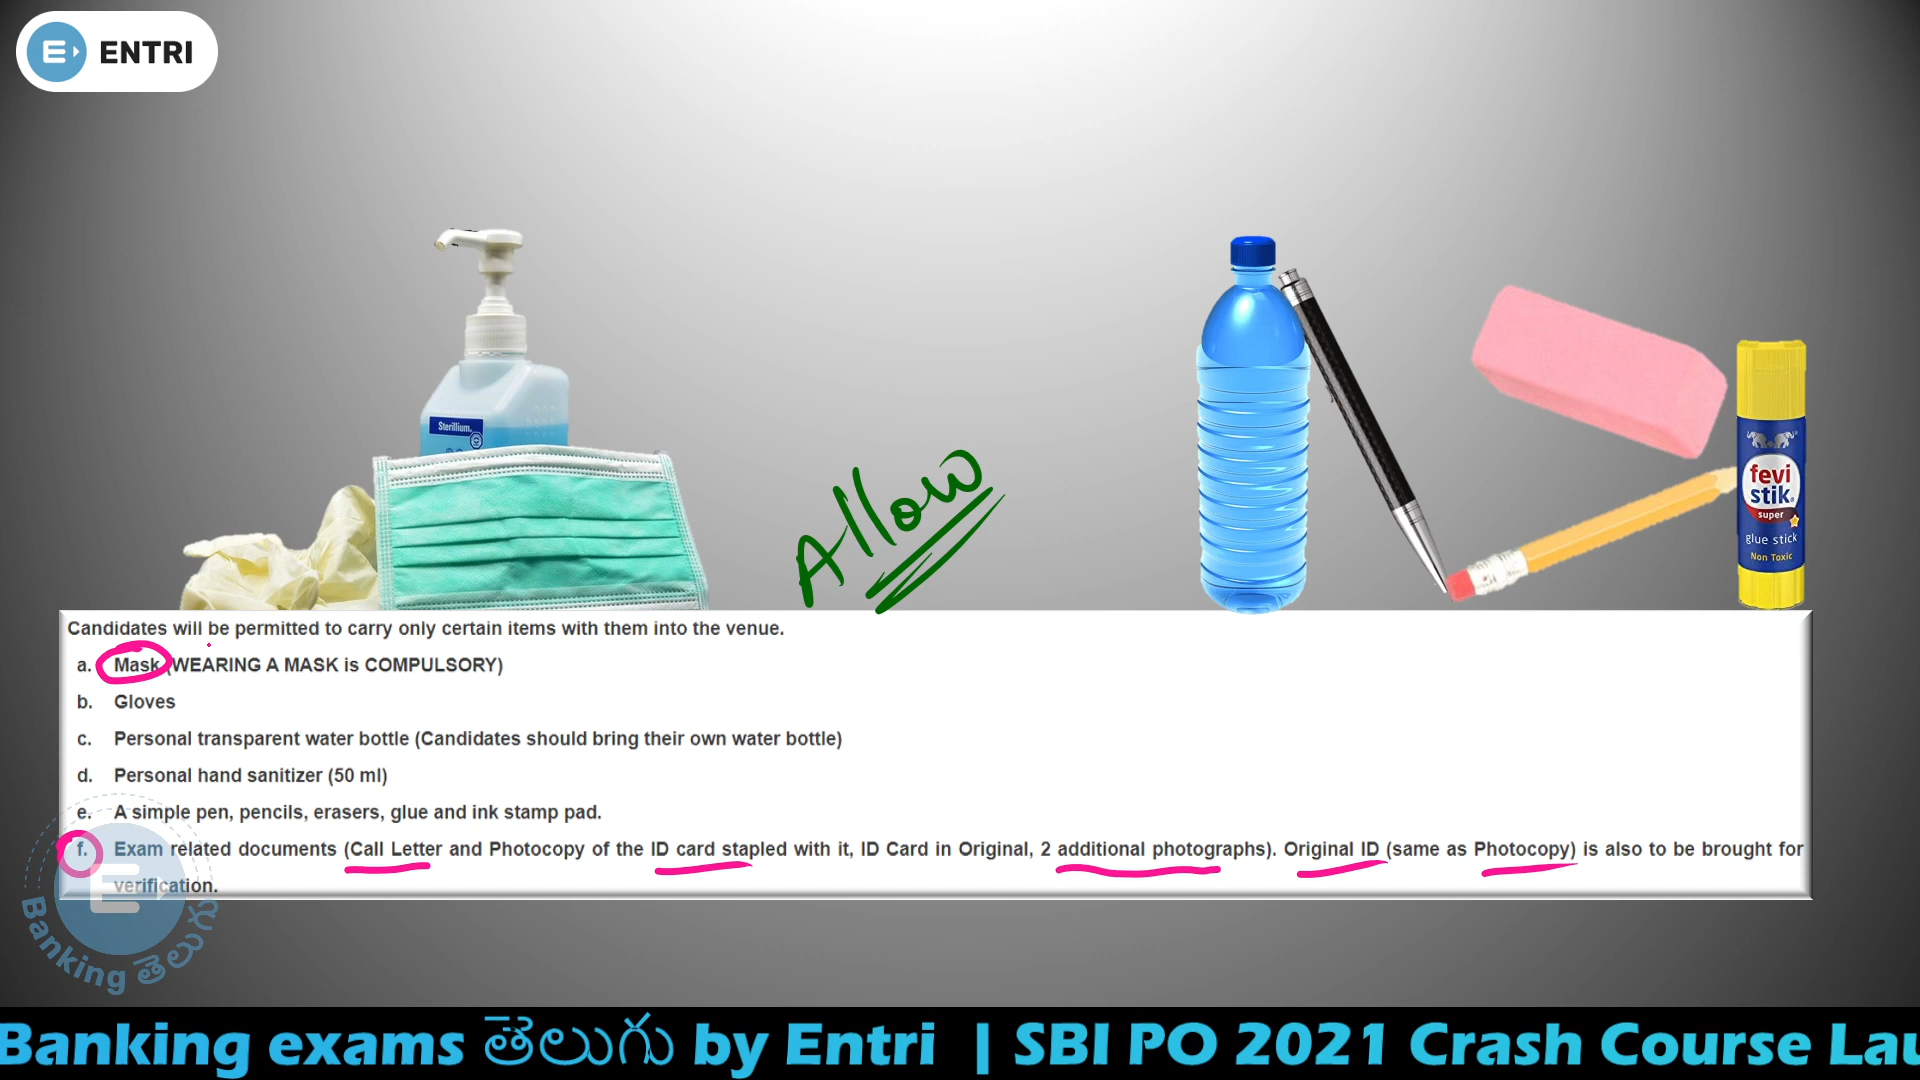 ENTRI
Sterillium
Allow
fevi
stik
super
glue stick
Non Toxic
Candidates will be permitted to carry only certain items with them into the venue.
a. Mask (WEARING A MASK is COMPULSORY)
b. Gloves
c. Personal transparent water bottle (Candidates should bring their own water bottle)
d. Personal hand sanitizer (50 ml)
e. A simple pen, pencils, erasers, glue and ink stamp pad.
f. Exam related documents (Call Letter and Photocopy of the ID card stapled with it, ID Card in Original, 2 additional photographs). Original ID (same as Photocopy) is also to be brought for
verification.
Banking తెలుగు
Banking exams తెలుగు by Entri | SBI PO 2021 Crash Course Lau